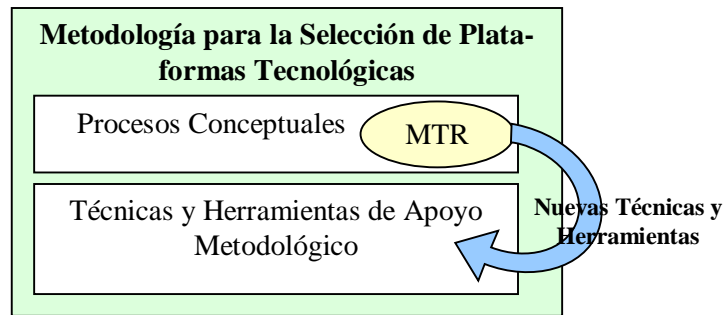 Metodología para la Selección de Plata-
formas Tecnológicas
Procesos Conceptuales
MTR
Técnicas y Herramientas de Apoyo
Metodológico
Nuevas Técnicas y
Herramientas